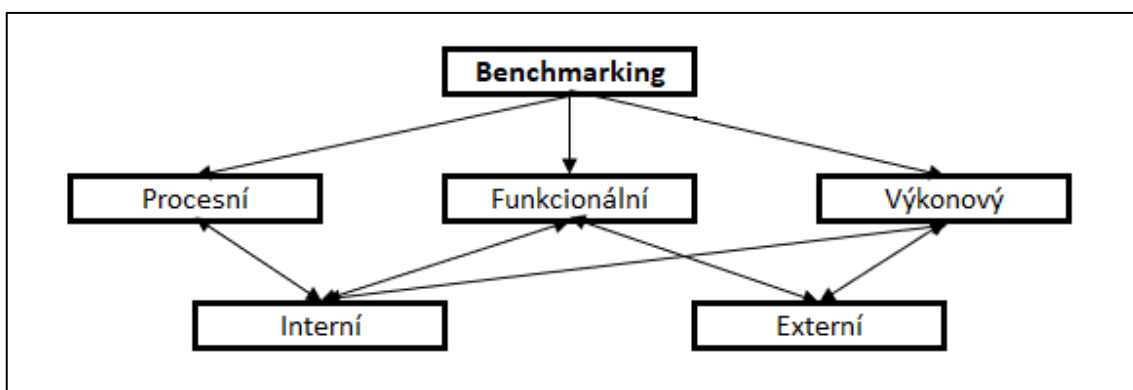 Benchmarking
Procesní
Funkcionální
Výkonový
Interní
Externí